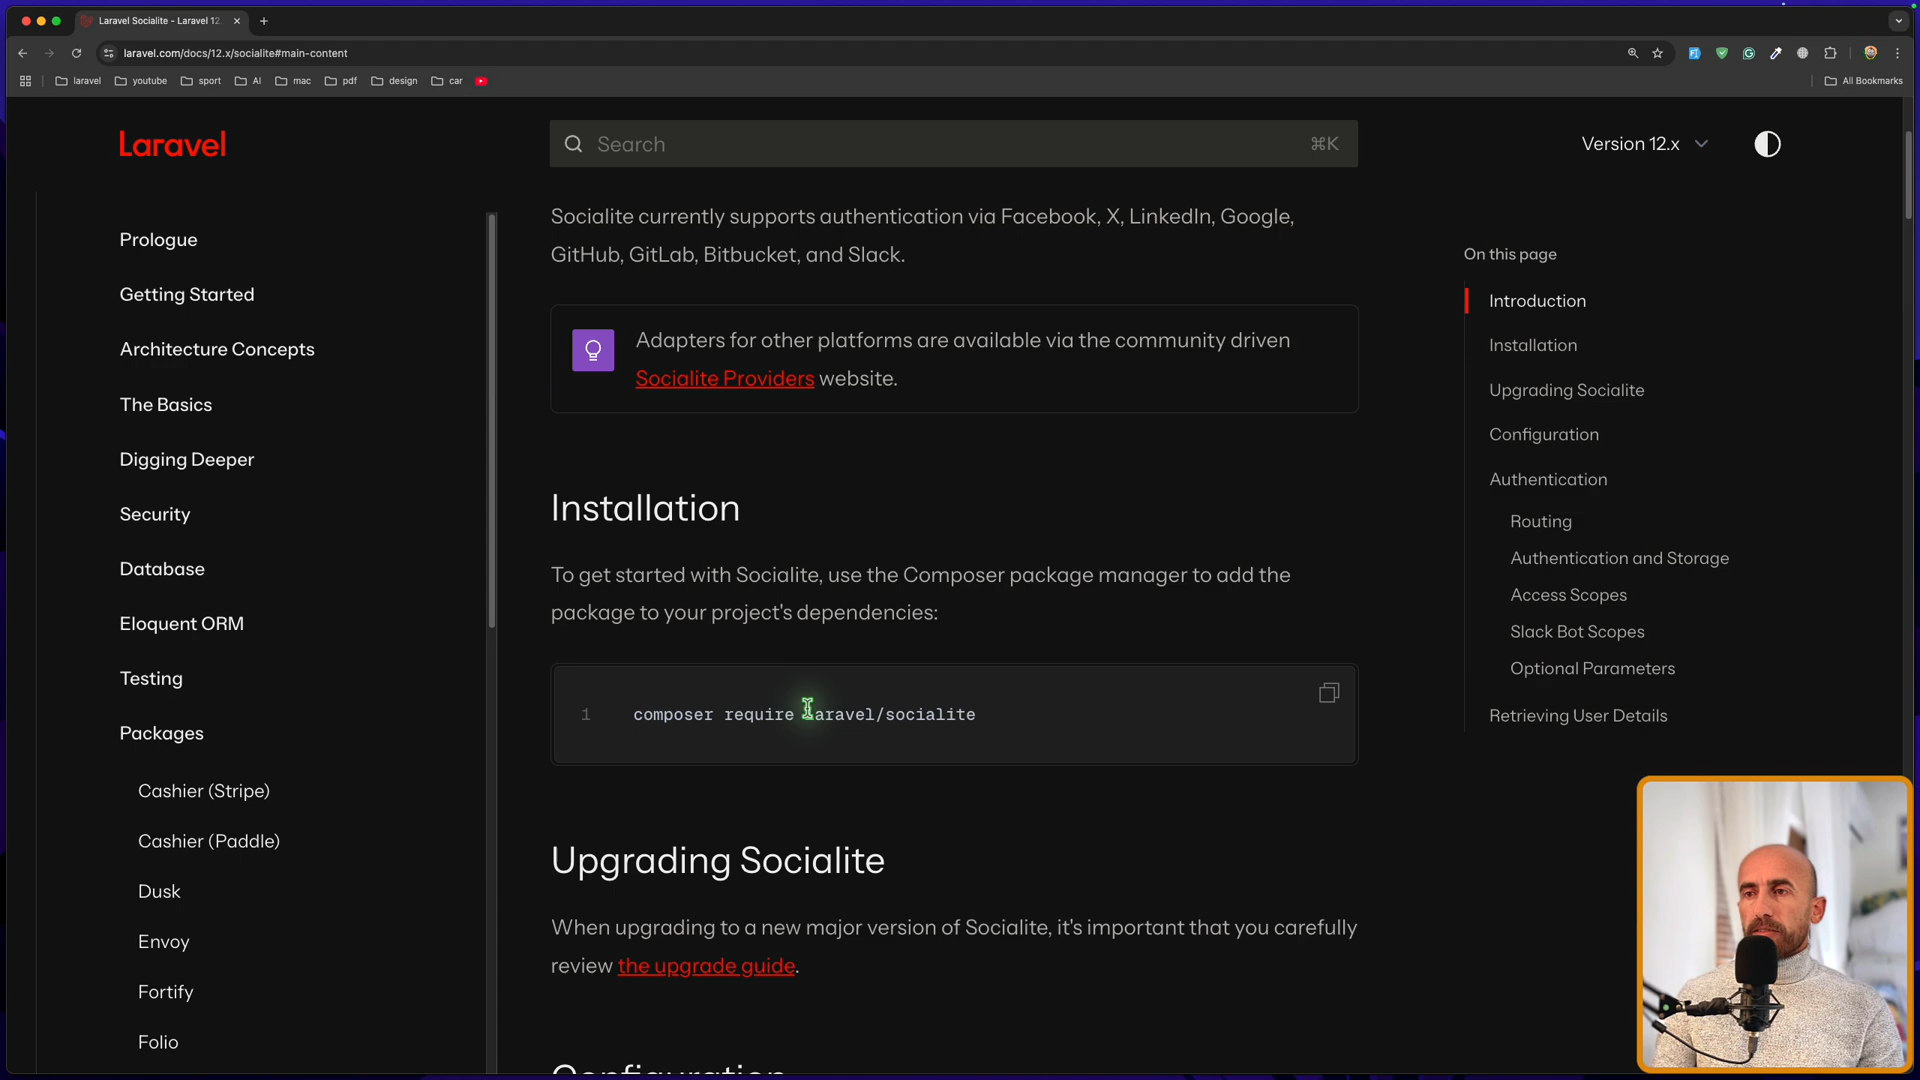 Laravel Socialite - Laravel 12.
laravel.com/docs/12.x/socialite#main-content
laravel
youtube
sport
AI
mac
pdf
design
car
All Bookmarks
Laravel
Search
⌘K
Version 12.x
Prologue
Getting Started
Architecture Concepts
The Basics
Digging Deeper
Security
Database
Eloquent ORM
Testing
Packages
Cashier (Stripe)
Cashier (Paddle)
Dusk
Envoy
Fortify
Folio
Socialite currently supports authentication via Facebook, X, LinkedIn, Google,
GitHub, GitLab, Bitbucket, and Slack.
Adapters for other platforms are available via the community driven
Socialite Providers website.
Installation
To get started with Socialite, use the Composer package manager to add the
package to your project's dependencies:
1 composer require laravel/socialite
Upgrading Socialite
When upgrading to a new major version of Socialite, it's important that you carefully
review the upgrade guide.
Configuration
On this page
Introduction
Installation
Upgrading Socialite
Configuration
Authentication
Routing
Authentication and Storage
Access Scopes
Slack Bot Scopes
Optional Parameters
Retrieving User Details